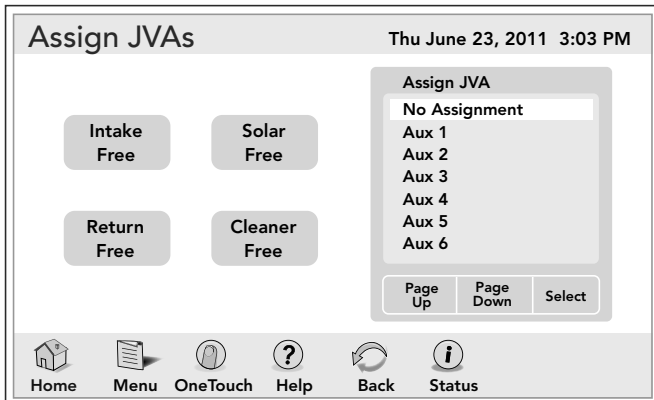 Assign JVAs
Thu June 23, 2011 3:03 PM
Intake
Free
Solar
Free
Return
Free
Cleaner
Free
Assign JVA
No Assignment
Aux 1
Aux 2
Aux 3
Aux 4
Aux 5
Aux 6
Page
Up
Page
Down
Select
?
i
Home Menu OneTouch Help Back Status